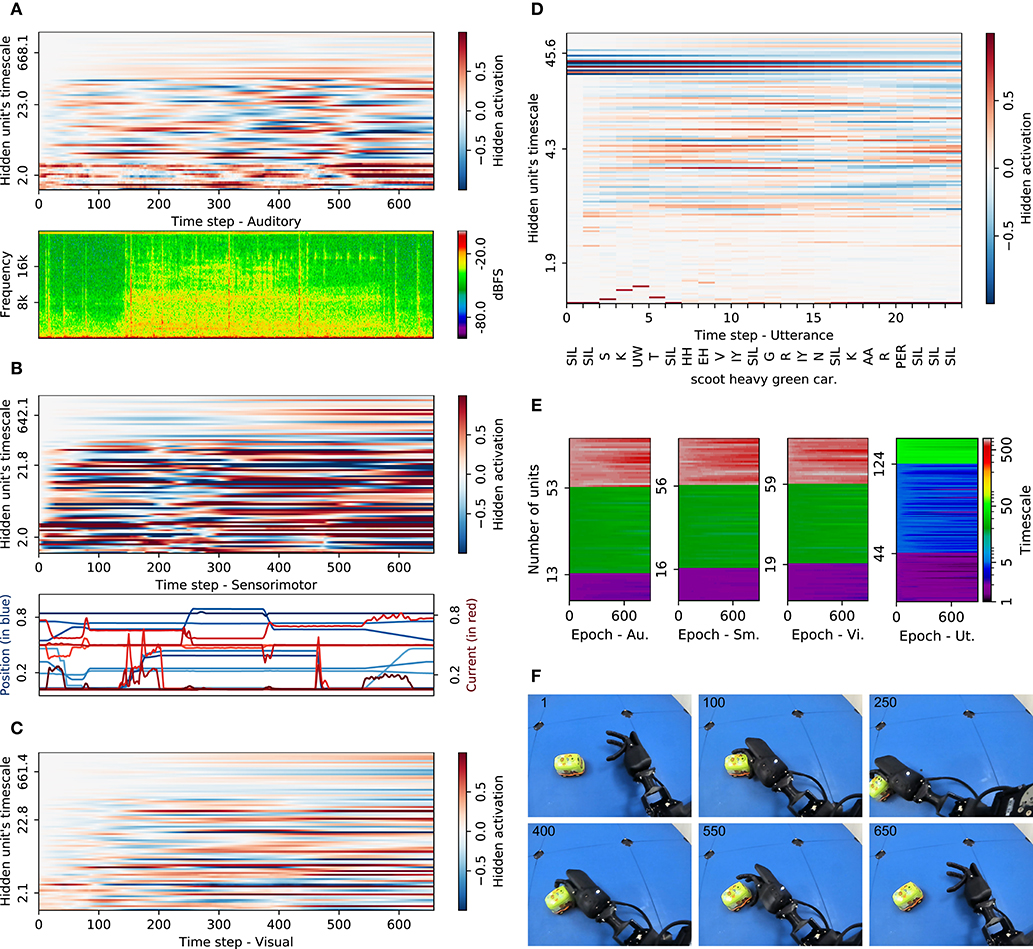 A
Hidden unit's timescale
668.1
23.0
2.0
0 100 200 300 400 500 600
Time step - Auditory
0.5
0.0
−0.5
Hidden activation
Frequency
16k
8k
-20.0
-80.0
dBFS
B
Hidden unit's timescale
642.1
21.8
2.0
0 100 200 300 400 500 600
Time step - Sensorimotor
0.5
0.0
−0.5
Hidden activation
Position (in blue)
0.8
0.2
0.8
0.2
Current (in red)
C
Hidden unit's timescale
661.4
22.8
2.1
0 100 200 300 400 500 600
Time step - Visual
0.5
0.0
−0.5
Hidden activation
D
Hidden unit's timescale
45.6
4.3
1.9
0 5 10 15 20
Time step - Utterance
SIL SIL S K UW T SIL HH EH V IY SIL G R IY N SIL K AA R PER SIL SIL SIL
scoot heavy green car.
0.5
0.0
−0.5
Hidden activation
E
Number of units
53
13
0 600
Epoch - Au.
56
16
0 600
Epoch - Sm.
59
19
0 600
Epoch - Vi.
124
44
0 600
Epoch - Ut.
500
50
5
1
Timescale
F
1
100
250
400
550
650